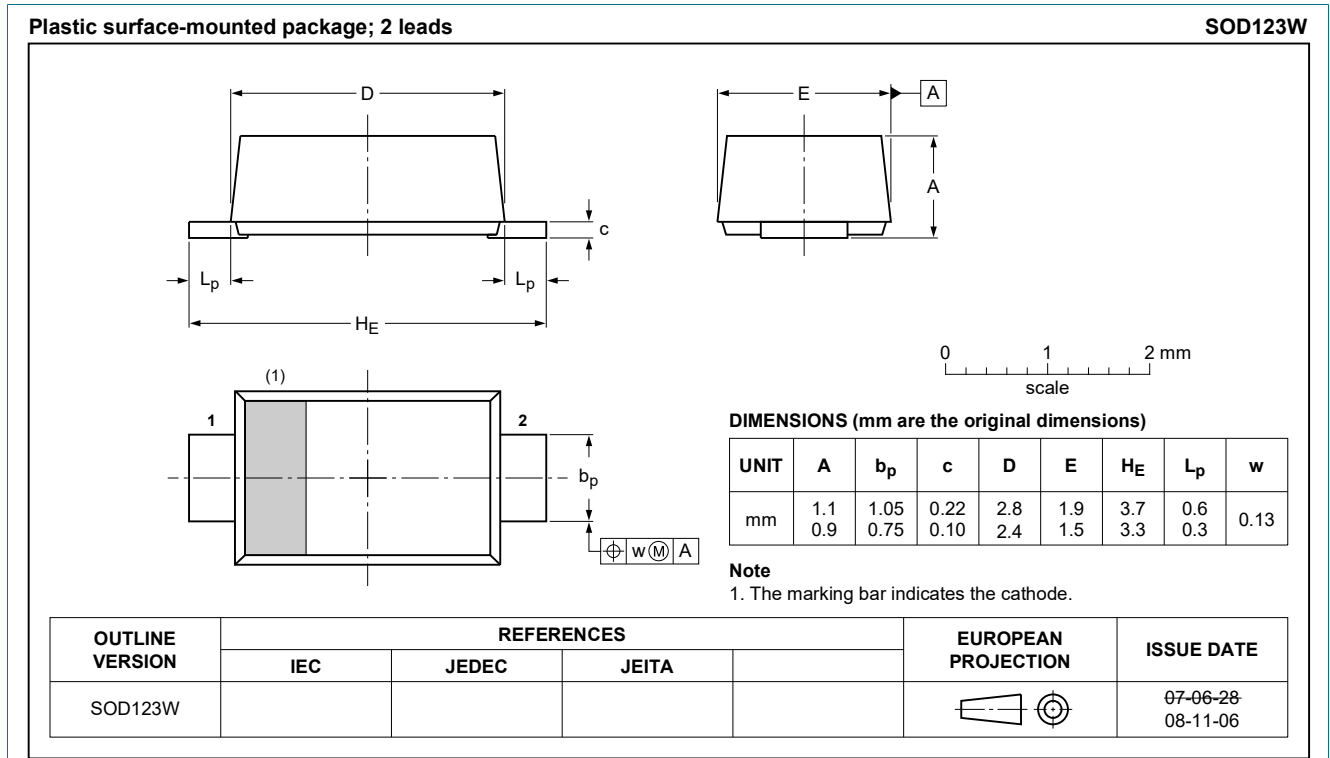 Plastic surface-mounted package; 2 leads SOD123W
D E A
A
c
Lp Lp
HE
0 1 2 mm
scale
(1)
1 2
bp
w M A
DIMENSIONS (mm are the original dimensions)
UNIT A bp c D E HE Lp w
mm 1.1 1.05 0.22 2.8 1.9 3.7 0.6 0.13
0.9 0.75 0.10 2.4 1.5 3.3 0.3
Note
1. The marking bar indicates the cathode.
OUTLINE VERSION REFERENCES EUROPEAN PROJECTION ISSUE DATE
IEC JEDEC JEITA
SOD123W 07-06-28
08-11-06